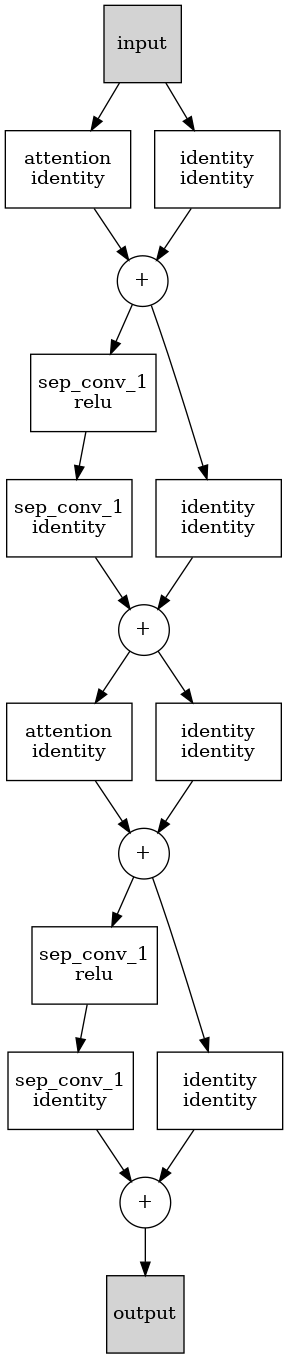 input
attention
identity
identity
identity
+
sep_conv_1
relu
sep_conv_1
identity
identity
identity
+
attention
identity
identity
identity
+
sep_conv_1
relu
sep_conv_1
identity
identity
identity
+
output